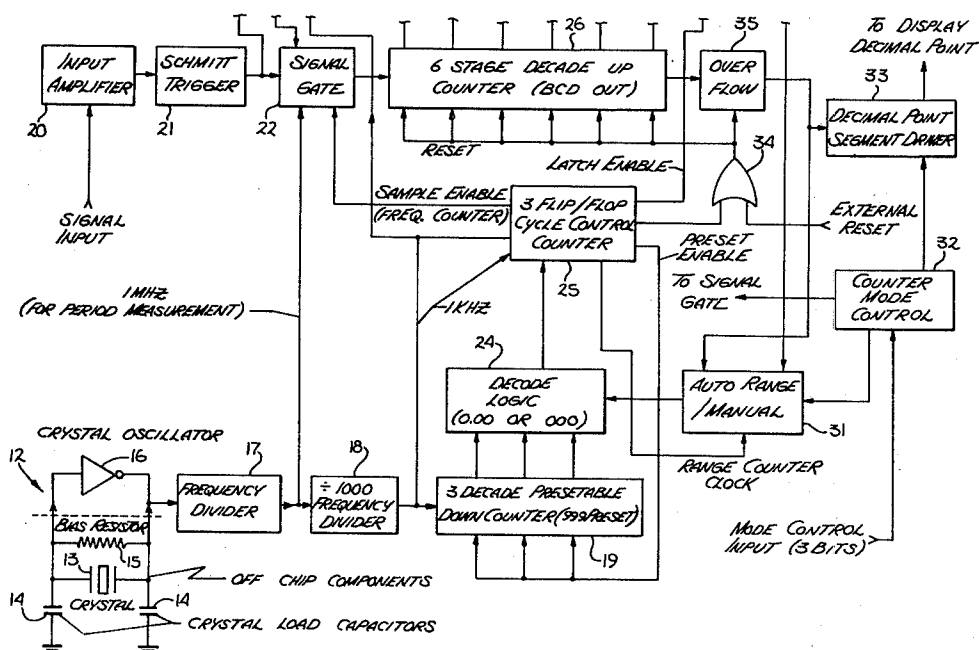 26
35
TO DISPLAY
DECIMAL POINT
INPUT
AMPLIFIER
SCHMITT
TRIGGER
SIGNAL
GATE
6 STAGE DECADE UP
COUNTER (BCD OUT)
OVER
FLOW
33
DECIMAL POINT
SEGMENT DRIVER
20
21
22
RESET
LATCH ENABLE
34
SIGNAL
INPUT
SAMPLE ENABLE
(FREQ. COUNTER)
3 FLIP/FLOP
CYCLE CONTROL
COUNTER
25
PRESET
ENABLE
EXTERNAL
RESET
32
TO SIGNAL
GATE
COUNTER
MODE
CONTROL
1 MHZ
(FOR PERIOD MEASUREMENT)
1 KHZ
24
DECODE
LOGIC
(0.00 OR 000)
AUTO RANGE
/ MANUAL
31
CRYSTAL OSCILLATOR
12
16
17
FREQUENCY
DIVIDER
18
÷ 1000
FREQUENCY
DIVIDER
3 DECADE PRESETABLE
DOWN COUNTER (999 PRESET)
19
RANGE COUNTER
CLOCK
MODE CONTROL
INPUT (3 BITS)
BIAS RESISTOR
15
13
CRYSTAL
OFF CHIP COMPONENTS
14
14
CRYSTAL LOAD CAPACITORS